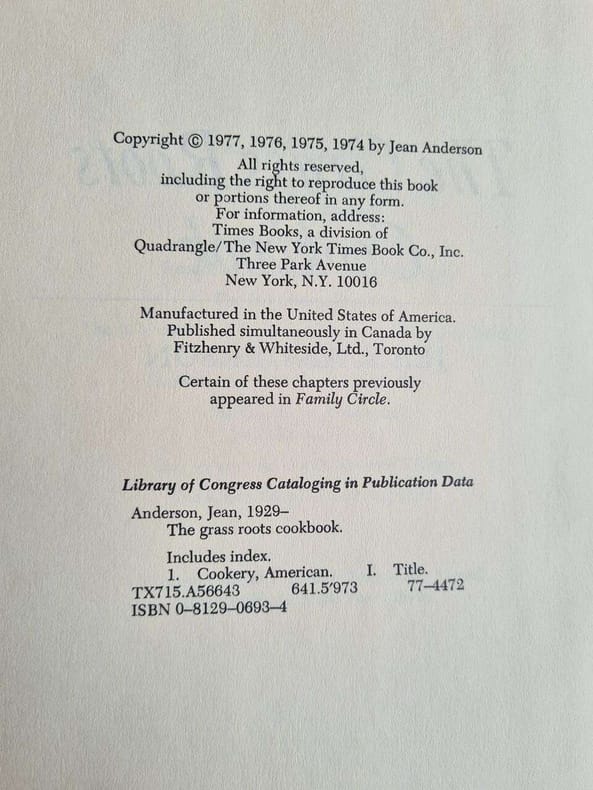 Copyright © 1977, 1976, 1975, 1974 by Jean Anderson
All rights reserved,
including the right to reproduce this book
or portions thereof in any form.
For information, address:
Times Books, a division of
Quadrangle/The New York Times Book Co., Inc.
Three Park Avenue
New York, N.Y. 10016
Manufactured in the United States of America.
Published simultaneously in Canada by
Fitzhenry & Whiteside, Ltd., Toronto
Certain of these chapters previously
appeared in Family Circle.
Library of Congress Cataloging in Publication Data
Anderson, Jean, 1929–
The grass roots cookbook.
Includes index.
1. Cookery, American. I. Title.
TX715.A56643 641.5'973 77–4472
ISBN 0–8129–0693–4